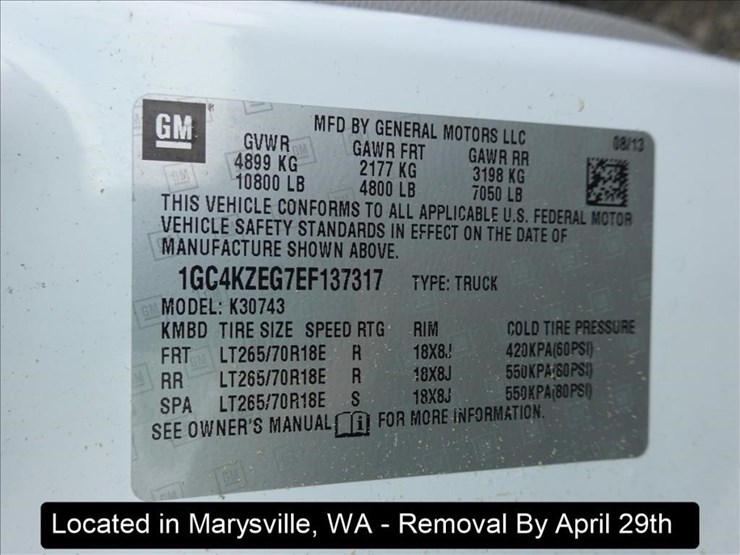 GM
MFD BY GENERAL MOTORS LLC 08/13
GVWR GAWR FRT GAWR RR
4899 KG 2177 KG 3198 KG
10800 LB 4800 LB 7050 LB
THIS VEHICLE CONFORMS TO ALL APPLICABLE U.S. FEDERAL MOTOR
VEHICLE SAFETY STANDARDS IN EFFECT ON THE DATE OF
MANUFACTURE SHOWN ABOVE.
1GC4KZEG7EF137317 TYPE: TRUCK
MODEL: K30743
KMBD TIRE SIZE SPEED RTG RIM COLD TIRE PRESSURE
FRT LT265/70R18E R 18X8J 420KPA(60PSI)
RR LT265/70R18E R 18X8J 550KPA(80PSI)
SPA LT265/70R18E S 18X8J 550KPA(80PSI)
SEE OWNER'S MANUAL FOR MORE INFORMATION.
Located in Marysville, WA - Removal By April 29th